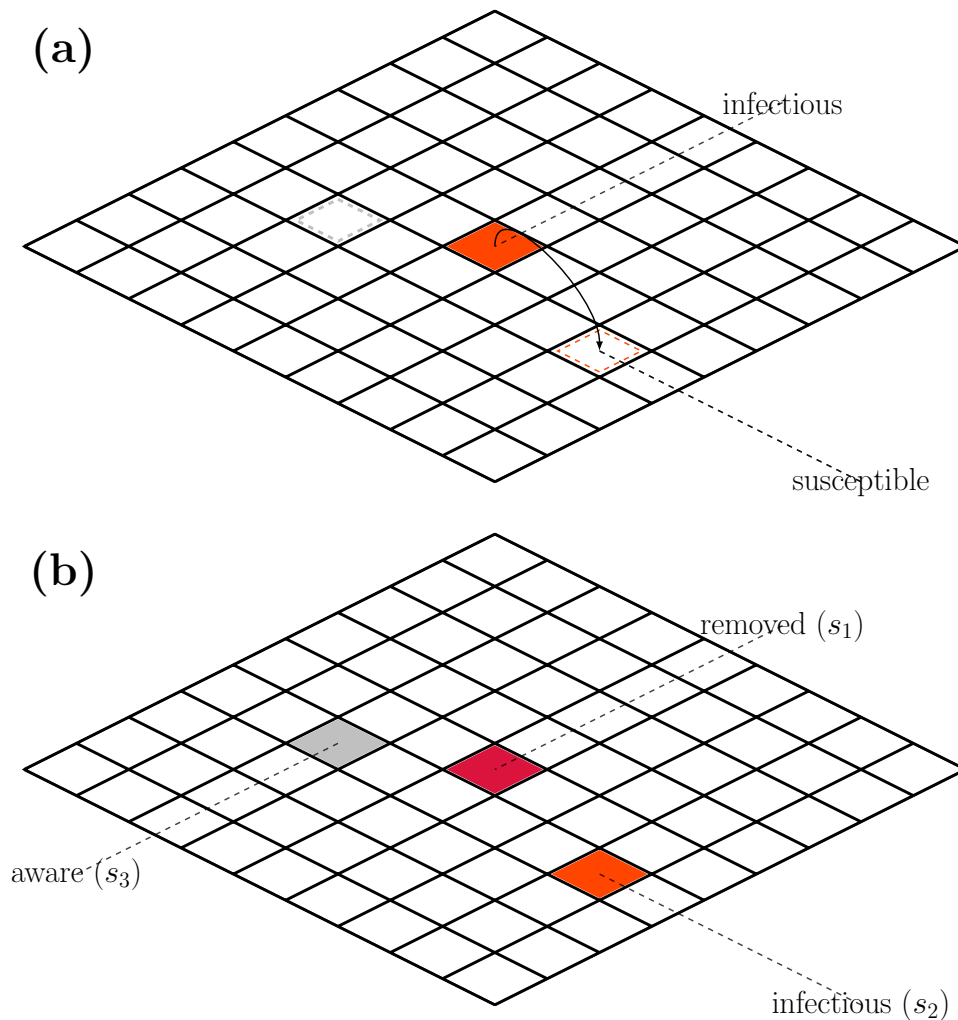 (a)
infectious
susceptible
(b)
removed (s₁)
aware (s₃)
infectious (s₂)